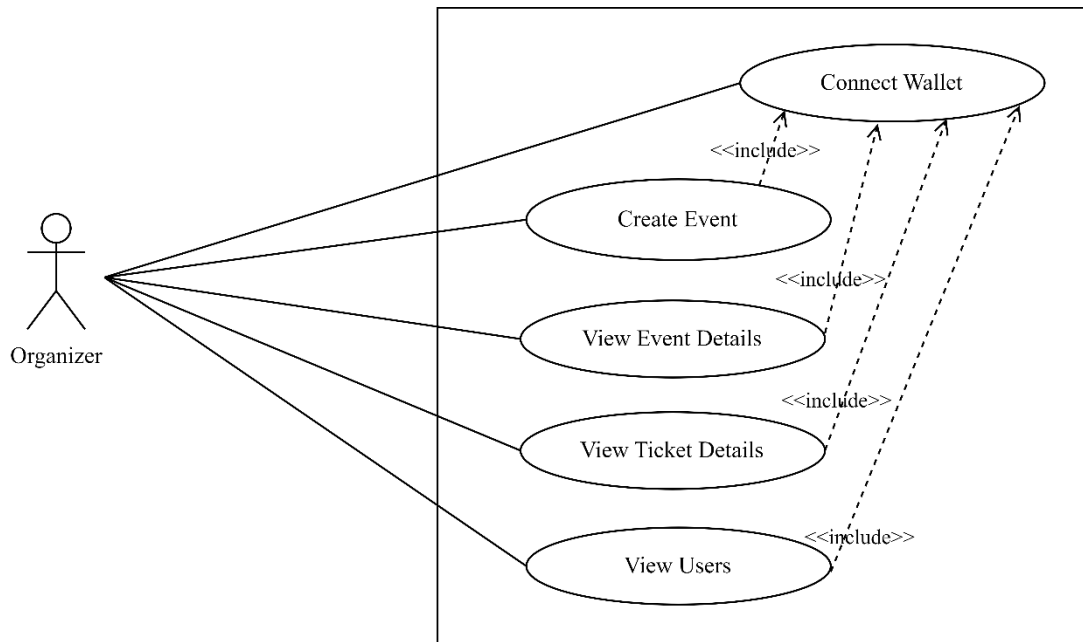 Connect Wallet
<<include>>
Create Event
<<include>>
View Event Details
Organizer
<<include>>
View Ticket Details
<<include>>
View Users